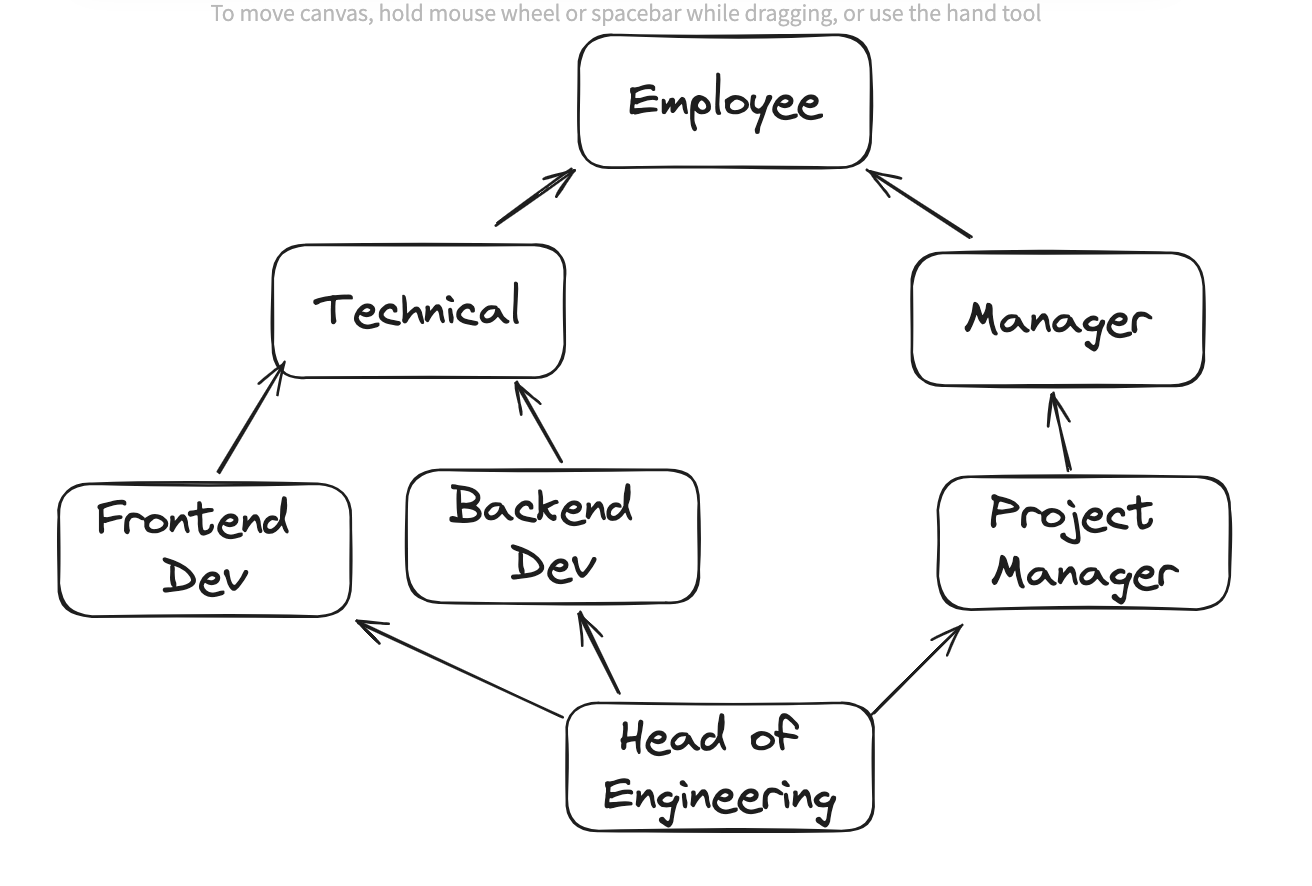 To move canvas, hold mouse wheel or spacebar while dragging, or use the hand tool
Employee
Technical
Manager
Frontend
Dev
Backend
Dev
Project
Manager
Head of
Engineering